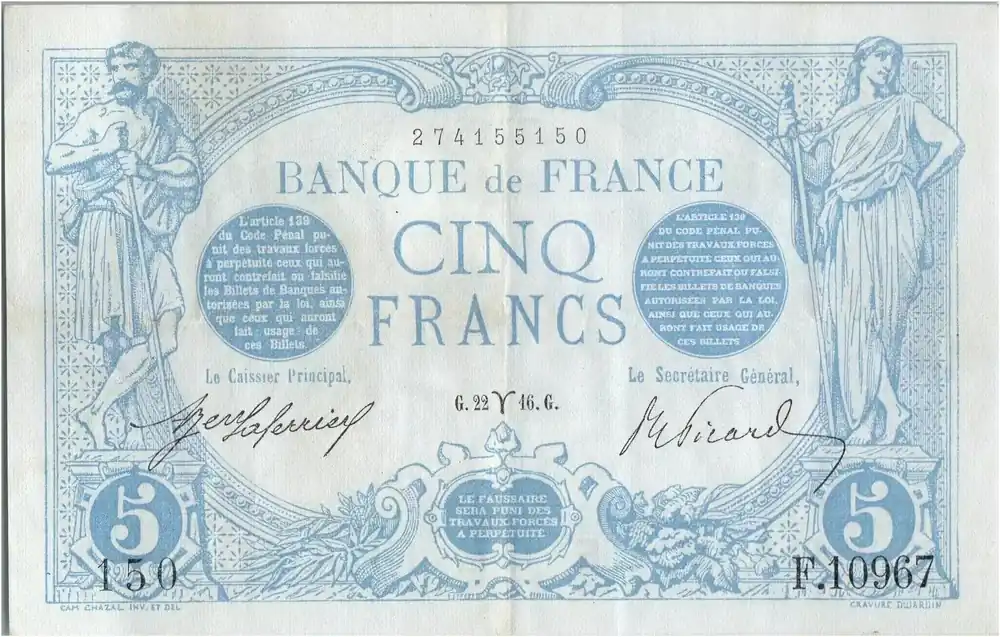 274155150
BANQUE de FRANCE
CINQ
FRANCS
L'article 139
du Code Pénal pu-
nit des travaux forcés
à perpétuité ceux qui au-
ront contrefait ou falsifié
les Billets de Banques au-
torisées par la loi, ainsi
que ceux qui auront
fait usage de
ces Billets.
L'ARTICLE 139
DU CODE PÉNAL PU-
NIT DES TRAVAUX FORCÉS
A PERPÉTUITÉ CEUX QUI AU-
RONT CONTREFAIT OU FALSI-
FIÉ LES BILLETS DE BANQUES
AUTORISÉES PAR LA LOI,
AINSI QUE CEUX QUI AU-
RONT FAIT USAGE DE
CES BILLETS
Le Caissier Principal,
Le Secrétaire Général,
G. 22 ♈ 16. G.
Picard
LE FAUSSAIRE
SERA PUNI DES
TRAVAUX FORCÉS
A PERPÉTUITÉ
5
5
150
F.10967
CAM CHAZAL INV. ET DEL
GRAVURE DUJARDIN